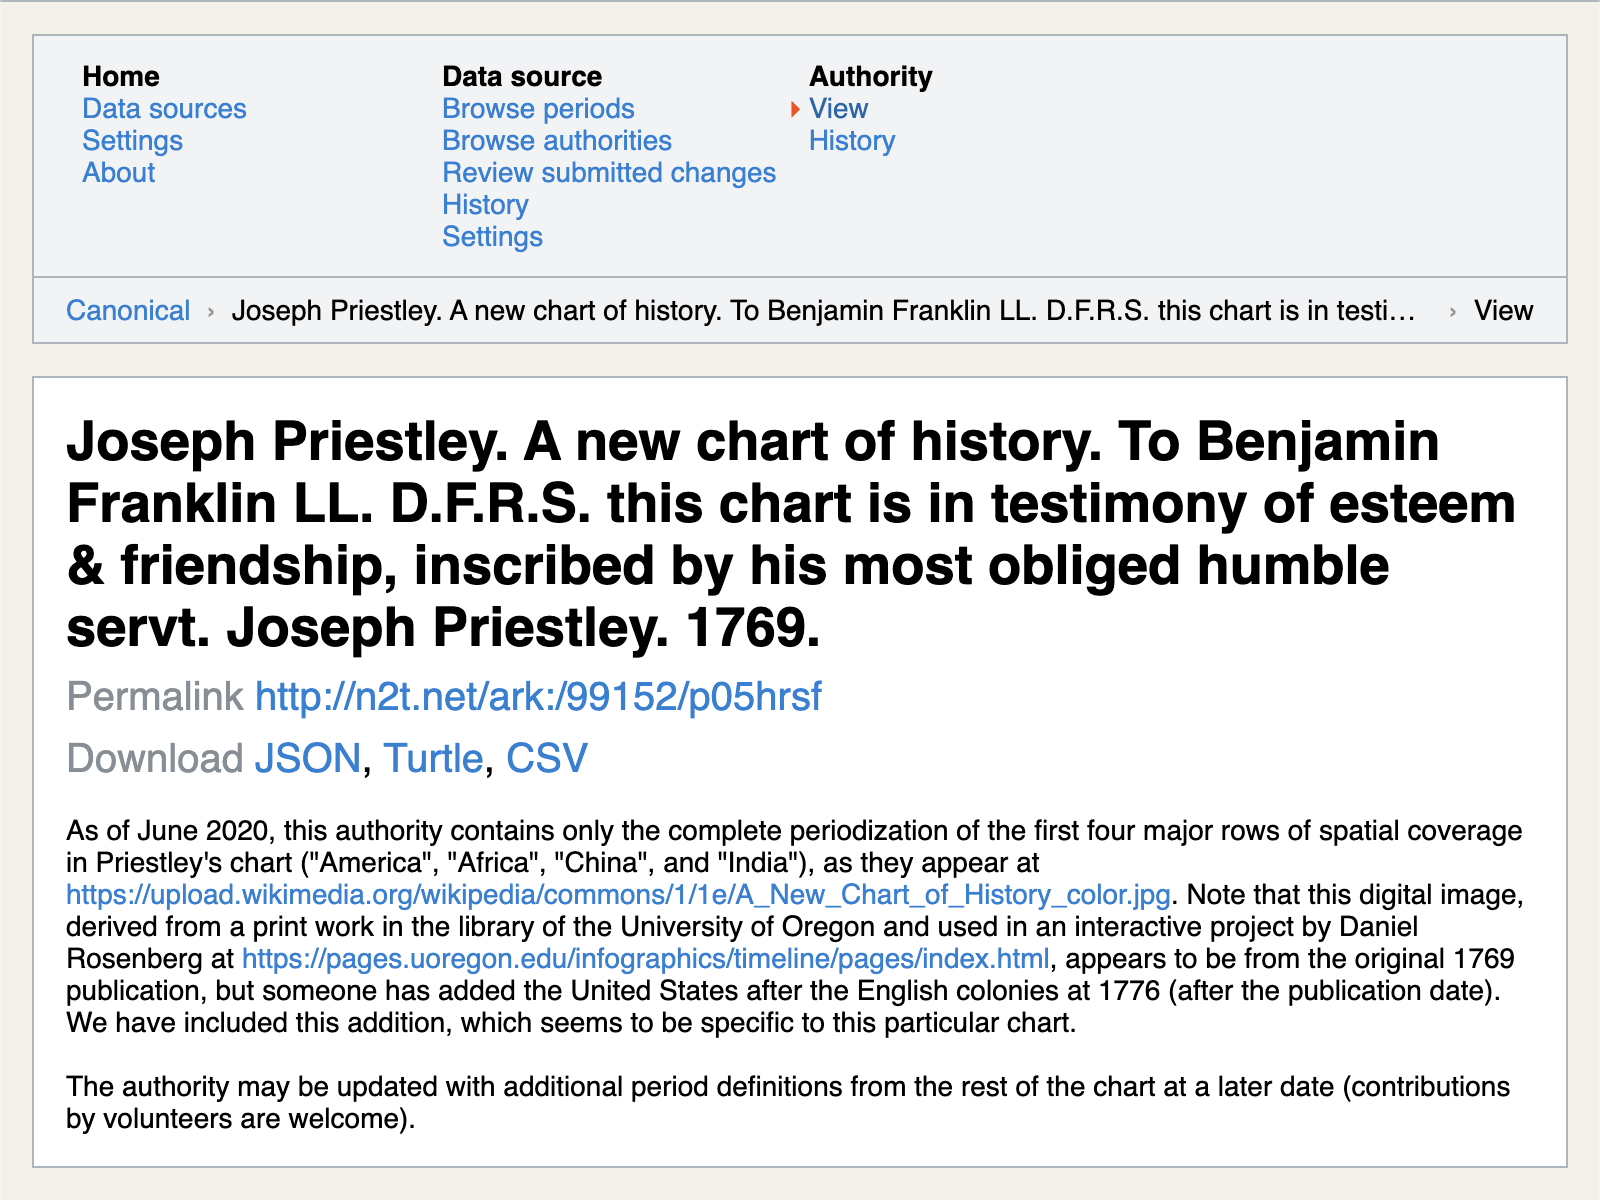 Home
Data sources
Settings
About
Data source
Browse periods
Browse authorities
Review submitted changes
History
Settings
Authority
View
History
Canonical › Joseph Priestley. A new chart of history. To Benjamin Franklin LL. D.F.R.S. this chart is in testi… › View
Joseph Priestley. A new chart of history. To Benjamin
Franklin LL. D.F.R.S. this chart is in testimony of esteem
& friendship, inscribed by his most obliged humble
servt. Joseph Priestley. 1769.
Permalink http://n2t.net/ark:/99152/p05hrsf
Download JSON, Turtle, CSV
As of June 2020, this authority contains only the complete periodization of the first four major rows of spatial coverage
in Priestley's chart ("America", "Africa", "China", and "India"), as they appear at
https://upload.wikimedia.org/wikipedia/commons/1/1e/A_New_Chart_of_History_color.jpg. Note that this digital image,
derived from a print work in the library of the University of Oregon and used in an interactive project by Daniel
Rosenberg at https://pages.uoregon.edu/infographics/timeline/pages/index.html, appears to be from the original 1769
publication, but someone has added the United States after the English colonies at 1776 (after the publication date).
We have included this addition, which seems to be specific to this particular chart.
The authority may be updated with additional period definitions from the rest of the chart at a later date (contributions
by volunteers are welcome).